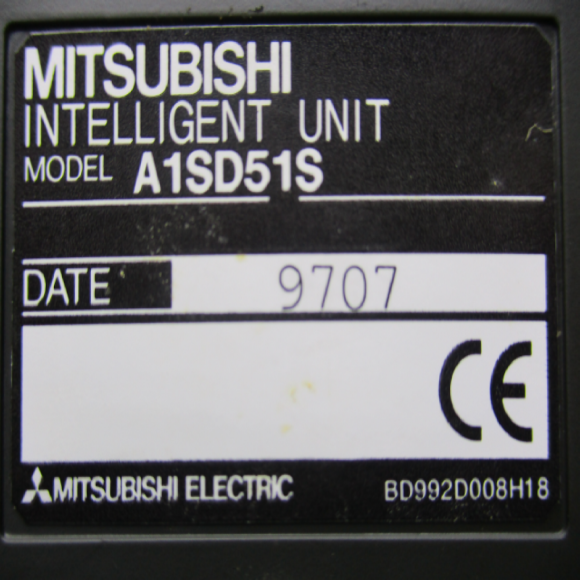 MITSUBISHI
INTELLIGENT UNIT
MODEL A1SD51S
DATE 9707
CE
MITSUBISHI ELECTRIC BD992D008H18